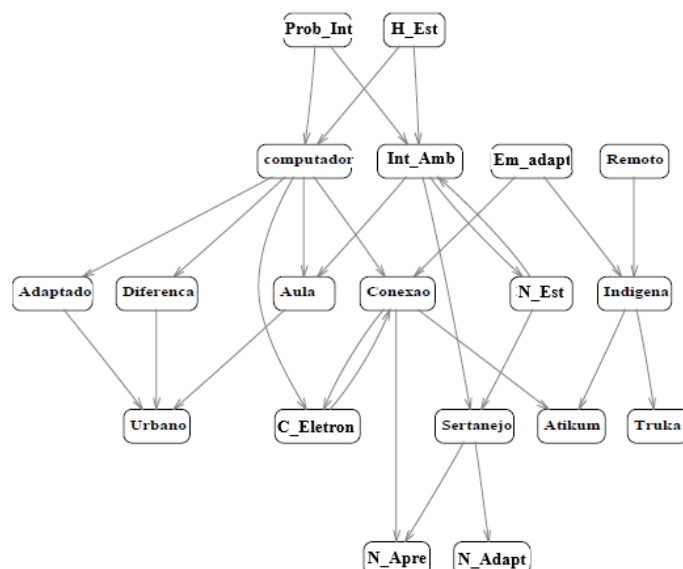 Prob_Int H_Est
computador Int_Amb Em_adapt Remoto
Adaptado Diferenca Aula Conexao N_Est Indigena
Urbano C_Eletron Sertanejo Atikum Truka
N_Apre N_Adapt